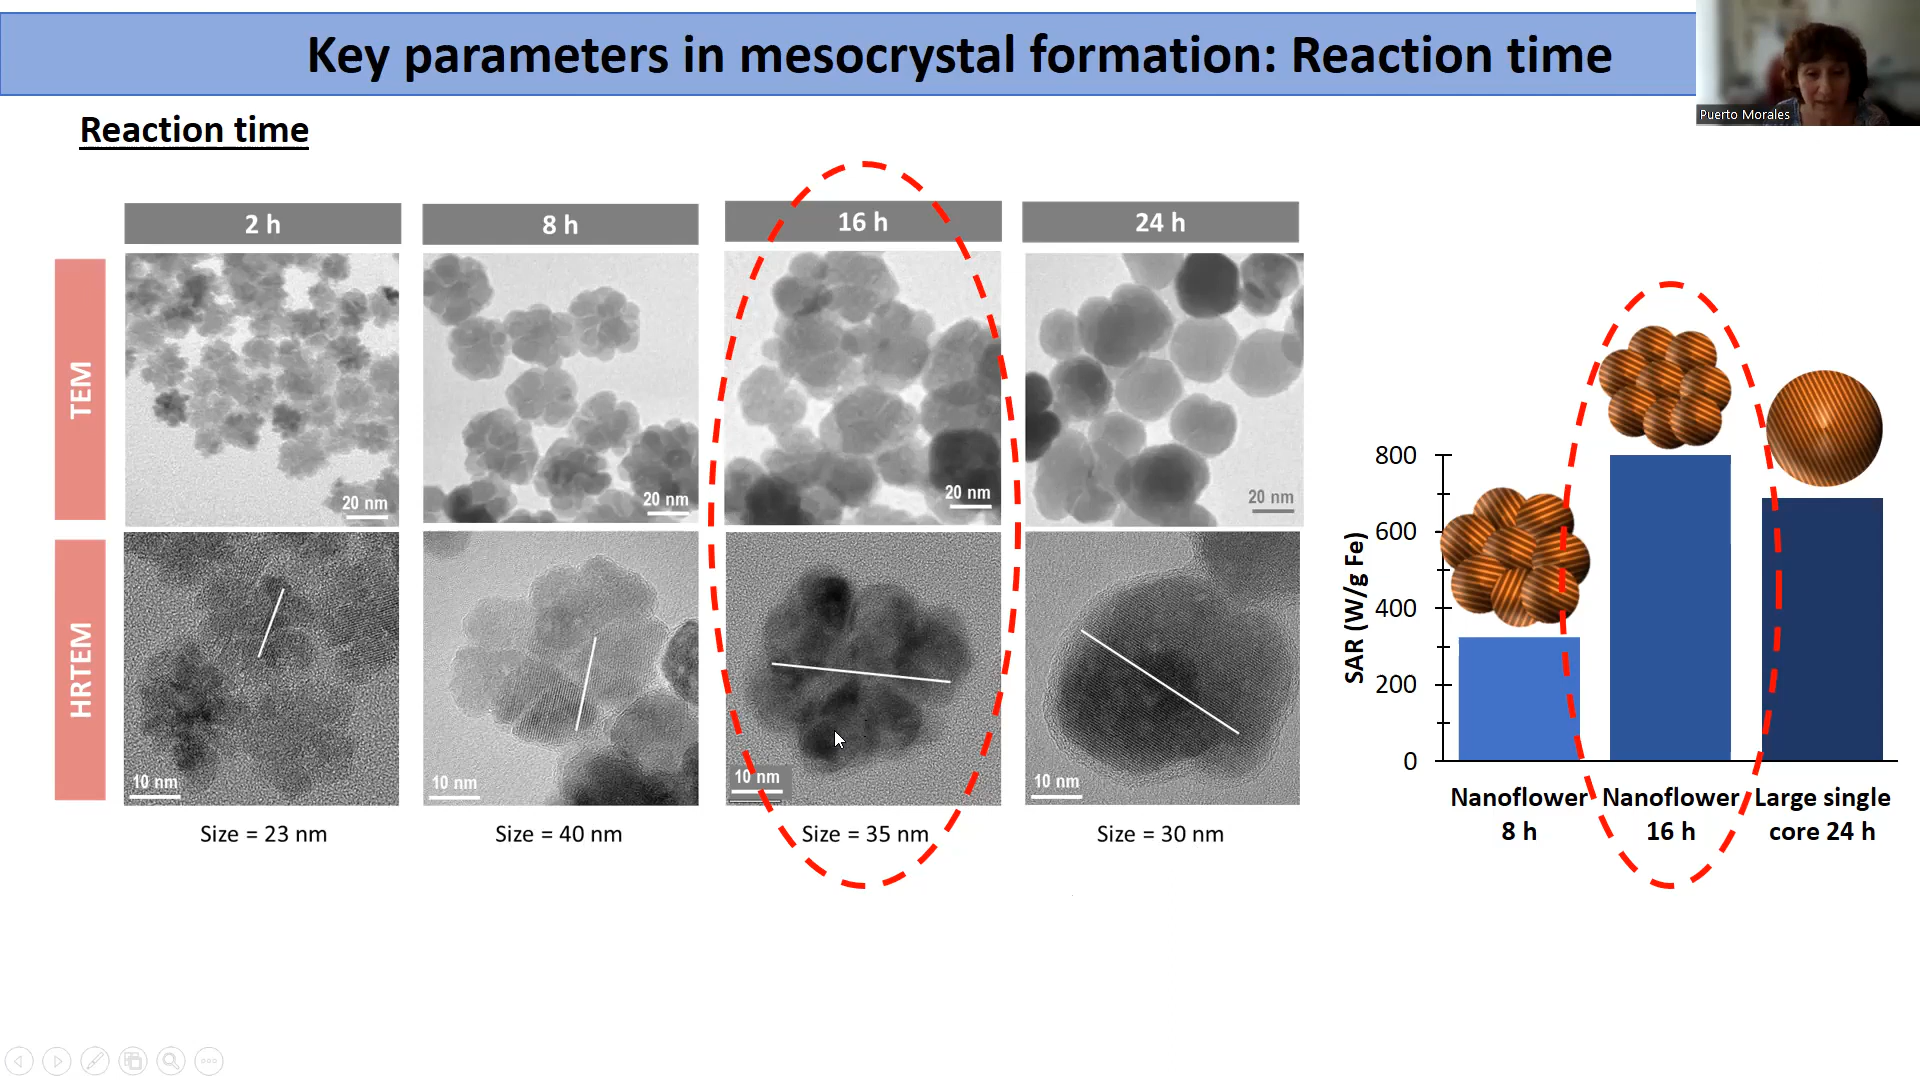 Key parameters in mesocrystal formation: Reaction time
Puerto Morales
Reaction time
2 h
8 h
16 h
24 h
TEM
20 nm
20 nm
20 nm
20 nm
HRTEM
10 nm
10 nm
10 nm
10 nm
Size = 23 nm
Size = 40 nm
Size = 35 nm
Size = 30 nm
SAR (W/g Fe)
800
600
400
200
0
Nanoflower
8 h
Nanoflower
16 h
Large single
core 24 h